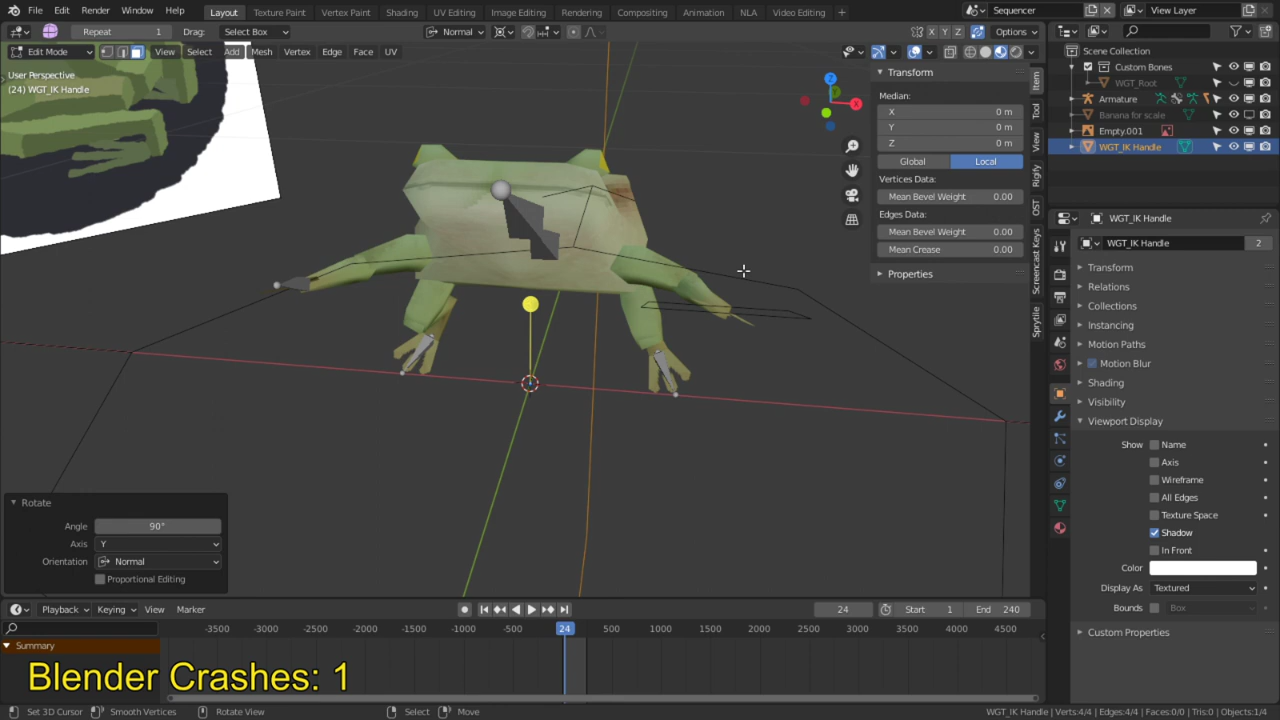 File Edit Render Window Help Layout Texture Paint Vertex Paint Shading UV Editing Image Editing Rendering Compositing Animation NLA Video Editing + Sequencer View Layer
Repeat 1 Drag: Select Box Normal X Y Z Options
Edit Mode View Select Add Mesh Vertex Edge Face UV
User Perspective
(24) WGT_IK Handle
Z
X
Transform
Median:
X 0 m
Y 0 m
Z 0 m
Global Local
Vertices Data:
Mean Bevel Weight 0.00
Edges Data:
Mean Bevel Weight 0.00
Mean Crease 0.00
Properties
Item
Tool
View
Rigify
OST
Screencast Keys
Sprytile
Scene Collection
Custom Bones
WGT_Root
Armature
Banana for scale
Empty.001
WGT_IK Handle
WGT_IK Handle
WGT_IK Handle 2
Transform
Relations
Collections
Instancing
Motion Paths
Motion Blur
Shading
Visibility
Viewport Display
Show Name
Axis
Wireframe
All Edges
Texture Space
Shadow
In Front
Color
Display As Textured
Bounds Box
Custom Properties
Rotate
Angle 90°
Axis Y
Orientation Normal
Proportional Editing
Playback Keying View Marker 24 Start 1 End 240
-3500 -3000 -2500 -2000 -1500 -1000 -500 24 500 1000 1500 2000 2500 3000 3500 4000 4500
Summary
Blender Crashes: 1
Set 3D Cursor Smooth Vertices Rotate View Select Move WGT_IK Handle | Verts:4/4 | Edges:4/4 | Faces:0/0 | Tris:0 | Objects:1/4